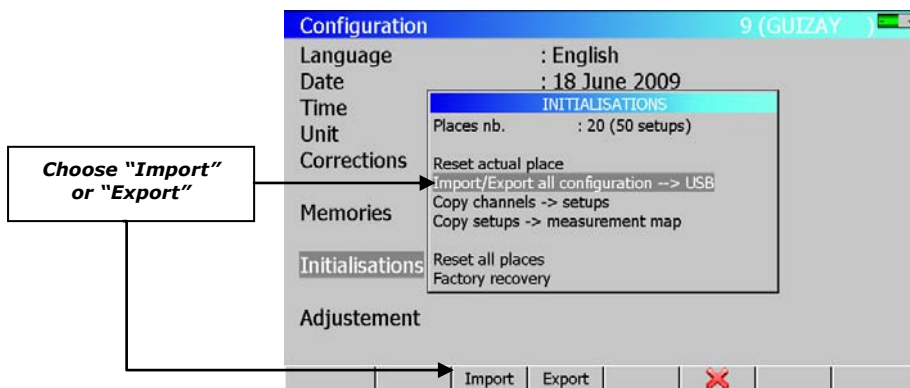 Configuration 9 (GUIZAY )
Language : English
Date : 18 June 2009
Time
Unit
Corrections
Memories
Initialisations
Adjustement
INITIALISATIONS
Places nb. : 20 (50 setups)
Reset actual place
Import/Export all configuration --> USB
Copy channels -> setups
Copy setups -> measurement map
Reset all places
Factory recovery
Choose “Import”
or “Export”
Import Export